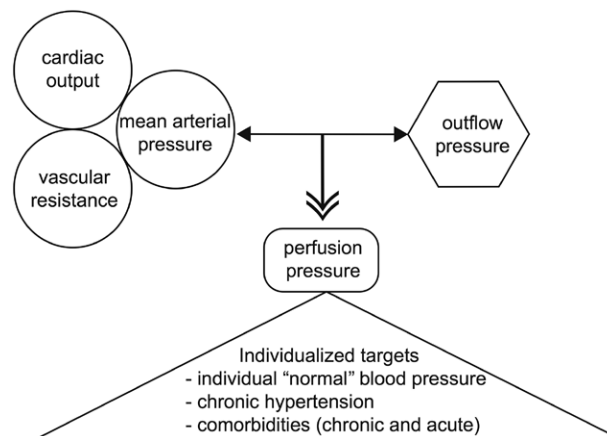 cardiac
output
mean arterial
pressure
vascular
resistance
outflow
pressure
perfusion
pressure
Individualized targets
- individual “normal” blood pressure
- chronic hypertension
- comorbidities (chronic and acute)